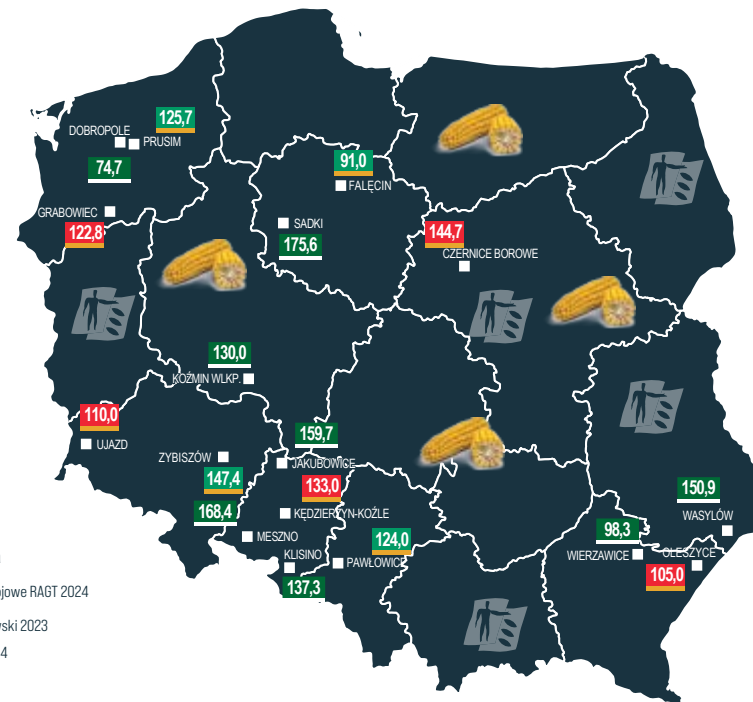 125,7
DOBROPOLE
PRUSIM
74,7
91,0
FALĘCIN
GRABOWIEC
122,8
SADKI
175,6
144,7
CZERNICE BOROWE
130,0
KOŹMIN WLKP.
110,0
UJAZD
159,7
ZYBISZÓW
JAKUBOWICE
147,4
133,0
168,4
KĘDZIERZYN-KOŹLE
150,9
WASYLÓW
MESZNO
124,0
98,3
KLISINO
PAWŁOWICE
WIERZAWICE
OLESZYCE
137,3
105,0
jowe RAGT 2024
ski 2023
4